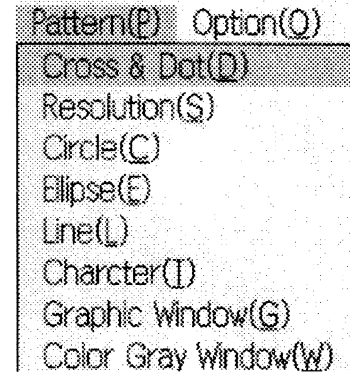 Pattern(P) Option(O)
Cross & Dot(D)
Resolution(S)
Circle(C)
Ellipse(E)
Line(L)
Charcter(T)
Graphic Window(G)
Color Gray Window(W)